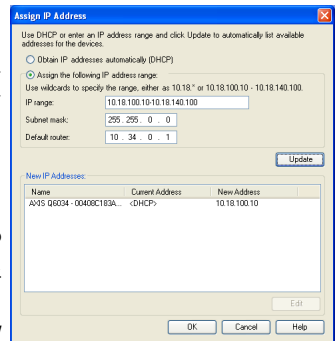 Assign IP Address
Use DHCP or enter an IP address range and click Update to automatically list available
addresses for the devices.
Obtain IP addresses automatically (DHCP)
Assign the following IP address range:
Use wildcards to specify the range, either as 10.18.* or 10.18.100.10 - 10.18.140.100.
IP range: 10.18.100.10-10.18.140.100
Subnet mask: 255 . 255 . 0 . 0
Default router: 10 . 34 . 0 . 1
Update
New IP Addresses:
Name Current Address New Address
AXIS Q6034 - 00408C183A... <DHCP> 10.18.100.10
Edit
OK Cancel Help